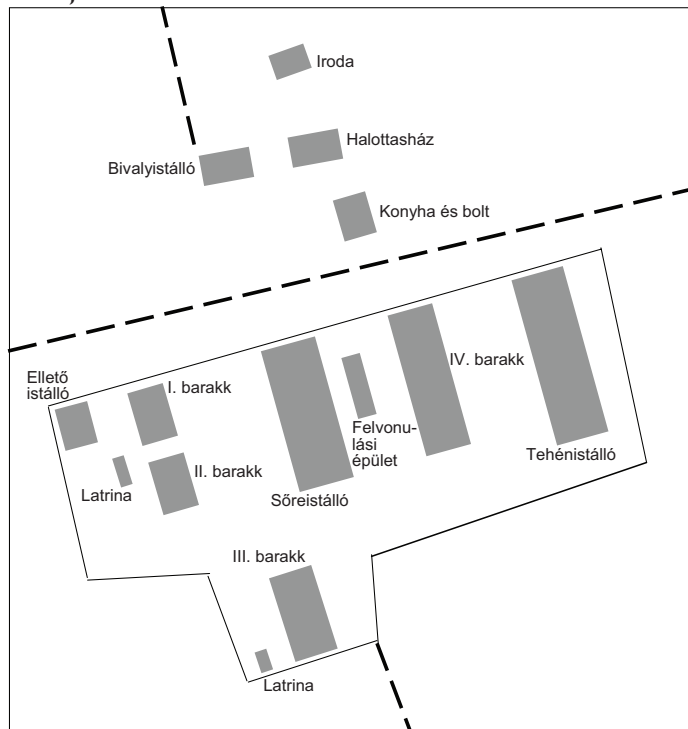 Iroda
Halottasház
Bivalyistálló
Konyha és bolt
Ellető
istálló
I. barakk
IV. barakk
Felvonu-
lási
épület
II. barakk
Latrina
Tehénistálló
Sőreistálló
III. barakk
Latrina